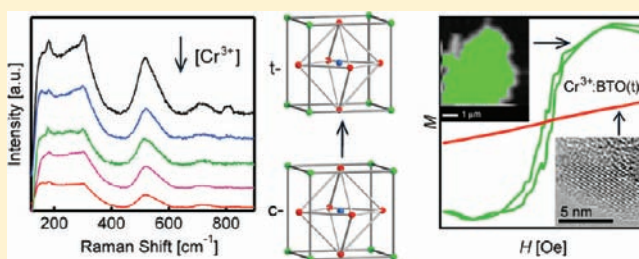 Intensity [a.u.]
[Cr³⁺]
200 400 600 800
Raman Shift [cm⁻¹]
t-
c-
M
1 μm
Cr³⁺:BTO(t)
5 nm
H [Oe]